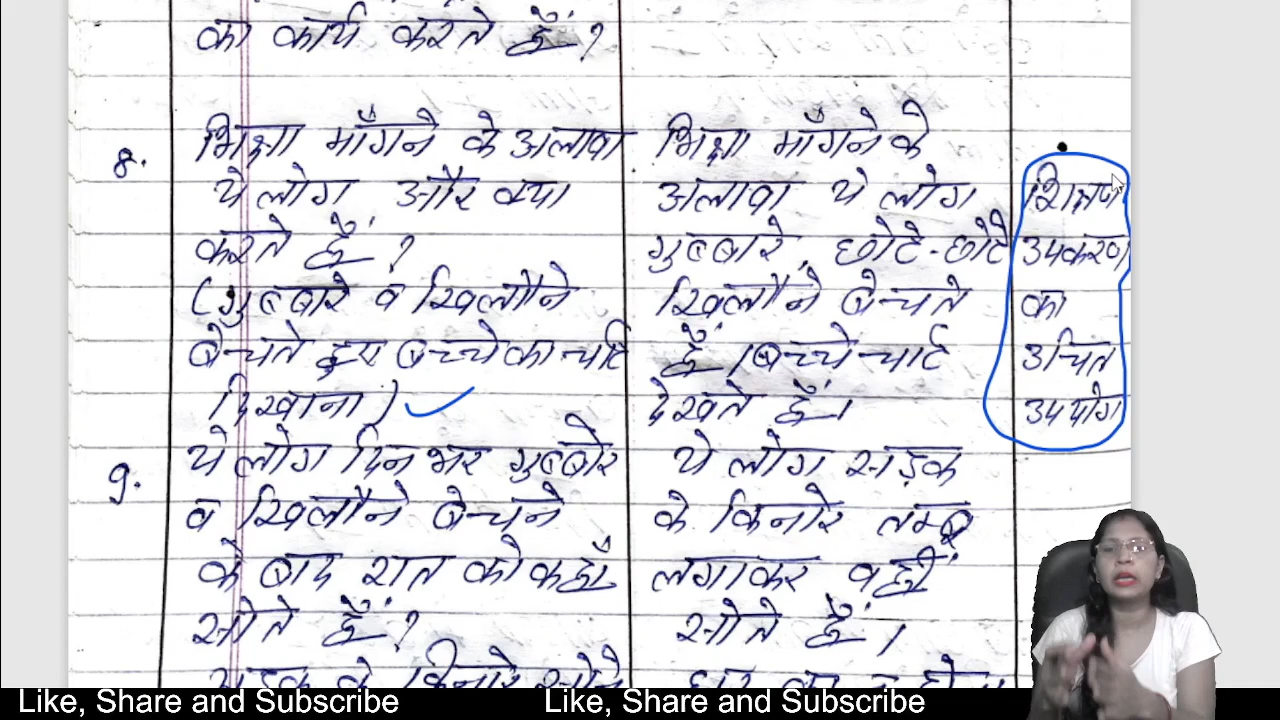 का कार्य करते हैं?
8.
भिक्षा माँगने के अलावा
ये लोग और क्या
करते हैं?
(गुब्बारे व खिलौने
बेचते हुए बच्चे का चार्ट
दिखाना)
भिक्षा माँगने के
अलावा ये लोग
गुब्बारे, छोटे-छोटे
खिलौने बेचते
हैं। बच्चे चार्ट
देखते हैं।
शिक्षण
उपकरण
का
उचित
उपयोग
9.
ये लोग दिन भर गुब्बारे
व खिलौने बेचने
के बाद रात को कहाँ
सोते हैं?
ये लोग सड़क
के किनारे तम्बू
लगाकर वहीं
सोते हैं।
सड़क के किनारे सोने
Like, Share and Subscribe
Like, Share and Subscribe